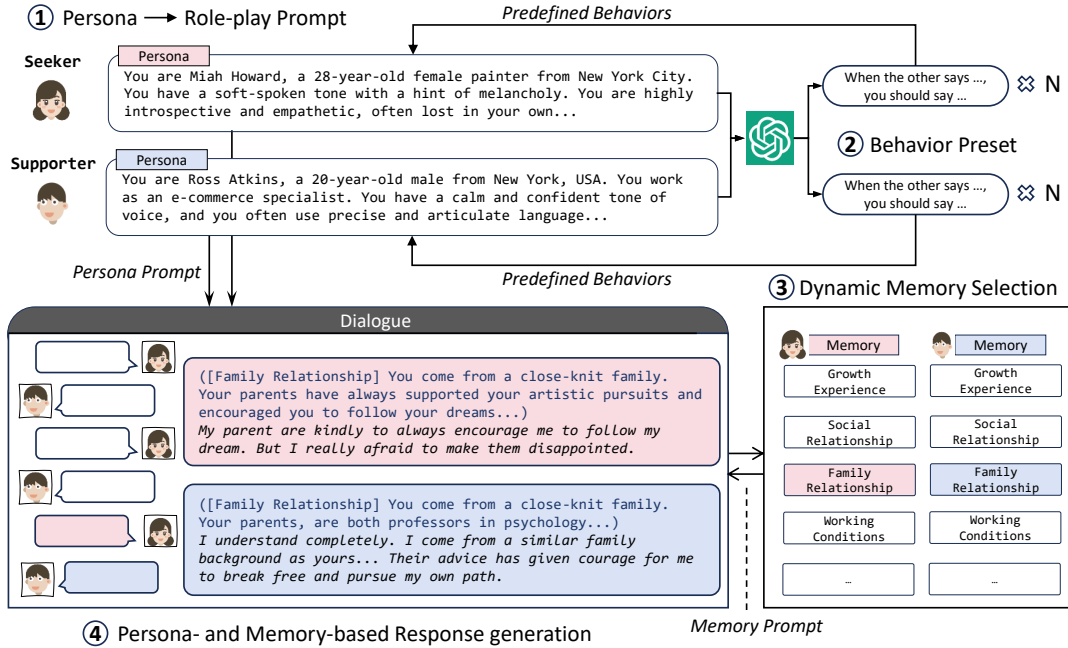 ① Persona → Role-play Prompt
Predefined Behaviors
Seeker
Persona
You are Miah Howard, a 28-year-old female painter from New York City.
You have a soft-spoken tone with a hint of melancholy. You are highly
introspective and empathetic, often lost in your own...
When the other says …,
you should say …
N
② Behavior Preset
Supporter
Persona
You are Ross Atkins, a 20-year-old male from New York, USA. You work
as an e-commerce specialist. You have a calm and confident tone of
voice, and you often use precise and articulate language...
When the other says …,
you should say …
N
Persona Prompt
Predefined Behaviors
③ Dynamic Memory Selection
Dialogue
([Family Relationship] You come from a close-knit family.
Your parents have always supported your artistic pursuits and
encouraged you to follow your dreams...)
My parent are kindly to always encourage me to follow my
dream. But I really afraid to make them disappointed.
([Family Relationship] You come from a close-knit family.
Your parents, are both professors in psychology...)
I understand completely. I come from a similar family
background as yours... Their advice has given courage for me
to break free and pursue my own path.
Memory
Growth
Experience
Social
Relationship
Family
Relationship
Working
Conditions
…
Memory
Growth
Experience
Social
Relationship
Family
Relationship
Working
Conditions
…
Memory Prompt
④ Persona- and Memory-based Response generation